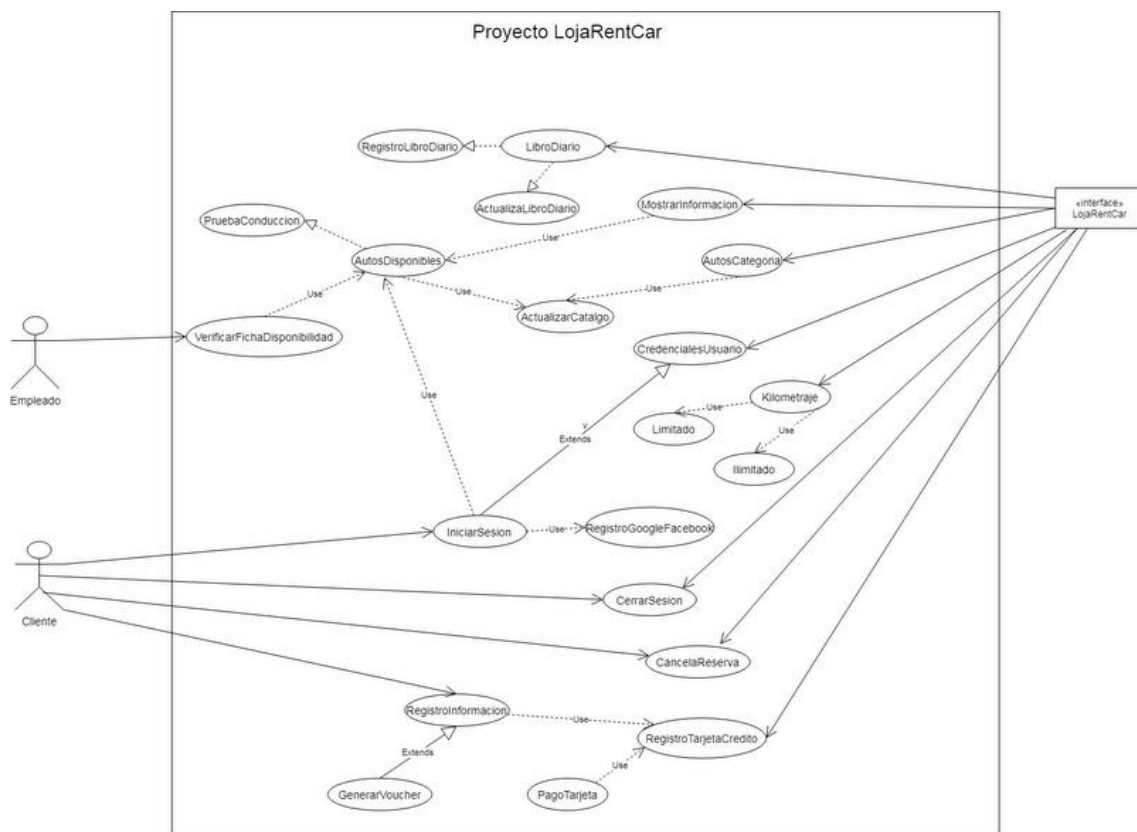 Proyecto LojaRentCar
RegistroLibroDiario
LibroDiario
ActualizaLibroDiario
MostrarInformacion
«interface»
LojaRentCar
PruebaConduccion
Use
AutosDisponibles
AutosCategoria
Use
Use
Use
ActualizarCatalgo
VerificarFichaDisponibilidad
CredencialesUsuario
Empleado
Use
Kilometraje
Use
Limitado
Use
v
Extends
Ilimitado
IniciarSesion
Use
RegistroGoogleFacebook
CerrarSesion
Cliente
CancelaReserva
RegistroInformacion
Use
RegistroTarjetaCredito
Extends
Use
GenerarVoucher
PagoTarjeta